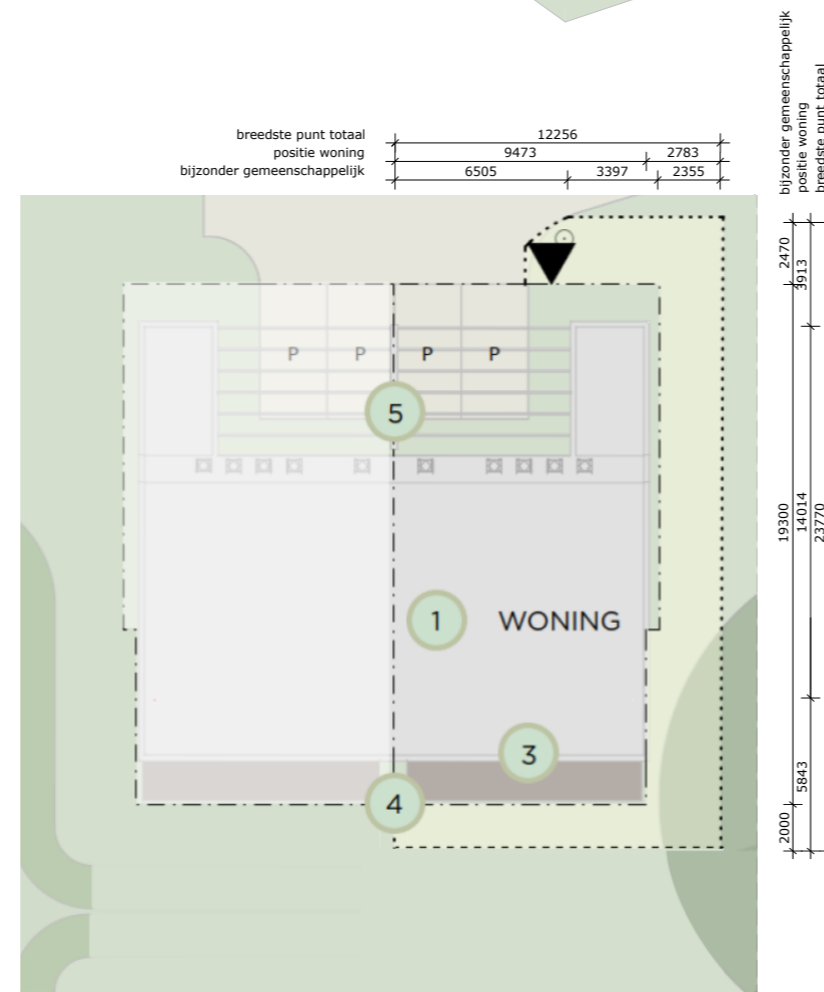 breedste punt totaal 12256
positie woning 9473 2783
bijzonder gemeenschappelijk 6505 3397 2355
bijzonder gemeenschappelijk
positie woning
breedste punt totaal
2470
3913
P P P P
5
19300
14014
23770
1 WONING
3
5843
4
2000